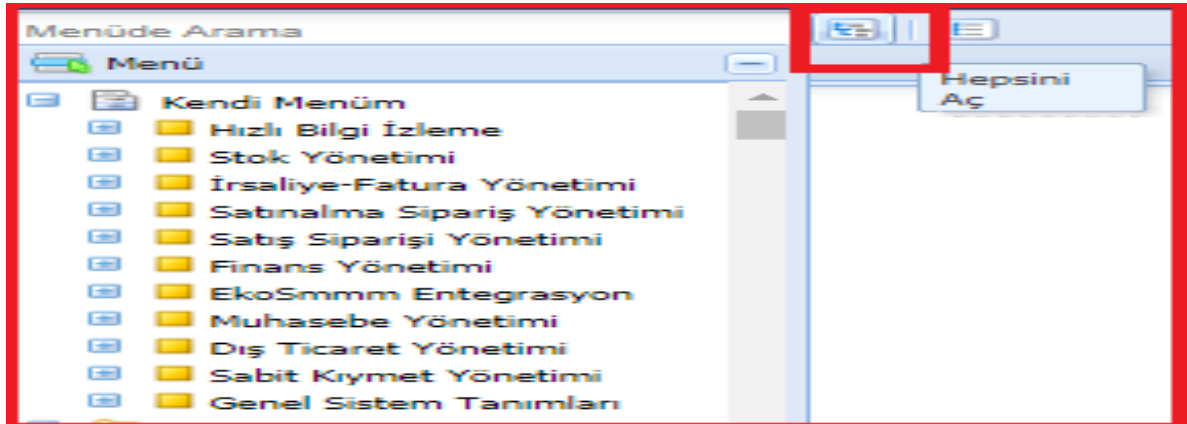 Menüde Arama
Menü
Kendi Menüm
Hızlı Bilgi İzleme
Stok Yönetimi
İrsaliye-Fatura Yönetimi
Satınalma Sipariş Yönetimi
Satış Siparişi Yönetimi
Finans Yönetimi
EkoSmmm Entegrasyon
Muhasebe Yönetimi
Dış Ticaret Yönetimi
Sabit Kıymet Yönetimi
Genel Sistem Tanımları
Hepsini
Aç